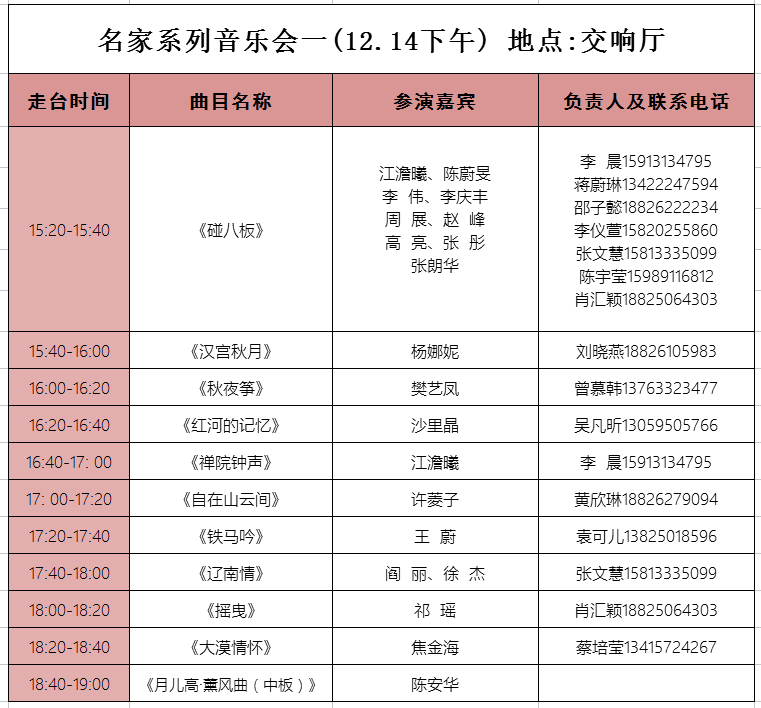 名家系列音乐会一(12.14下午) 地点:交响厅
走台时间 曲目名称 参演嘉宾 负责人及联系电话
15:20-15:40 《碰八板》
江澹曦、陈蔚旻
李 伟、李庆丰
周 展、赵 峰
高 亮、张 彤
张朗华
李 晨15913134795
蒋蔚琳13422247594
邵子懿18826222234
李仪萱15820255860
张文慧15813335099
陈宇莹15989116812
肖汇颖18825064303
15:40-16:00 《汉宫秋月》 杨娜妮 刘晓燕18826105983
16:00-16:20 《秋夜筝》 樊艺凤 曾慕韩13763323477
16:20-16:40 《红河的记忆》 沙里晶 吴凡昕13059505766
16:40-17: 00 《禅院钟声》 江澹曦 李 晨15913134795
17: 00-17:20 《自在山云间》 许菱子 黄欣琳18826279094
17:20-17:40 《铁马吟》 王 蔚 袁可儿13825018596
17:40-18:00 《辽南情》 阎 丽、徐 杰 张文慧15813335099
18:00-18:20 《摇曳》 祁 瑶 肖汇颖18825064303
18:20-18:40 《大漠情怀》 焦金海 蔡培莹13415724267
18:40-19:00 《月儿高·薰风曲（中板）》 陈安华